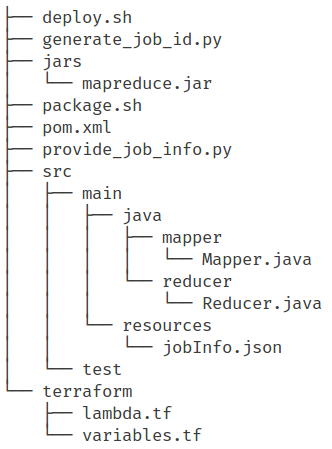 ├── deploy.sh
├── generate_job_id.py
├── jars
│   └── mapreduce.jar
├── package.sh
├── pom.xml
├── provide_job_info.py
├── src
│   ├── main
│   │   ├── java
│   │   │   ├── mapper
│   │   │   │   └── Mapper.java
│   │   │   └── reducer
│   │   │       └── Reducer.java
│   │   └── resources
│   │       └── jobInfo.json
│   └── test
└── terraform
    ├── lambda.tf
    └── variables.tf